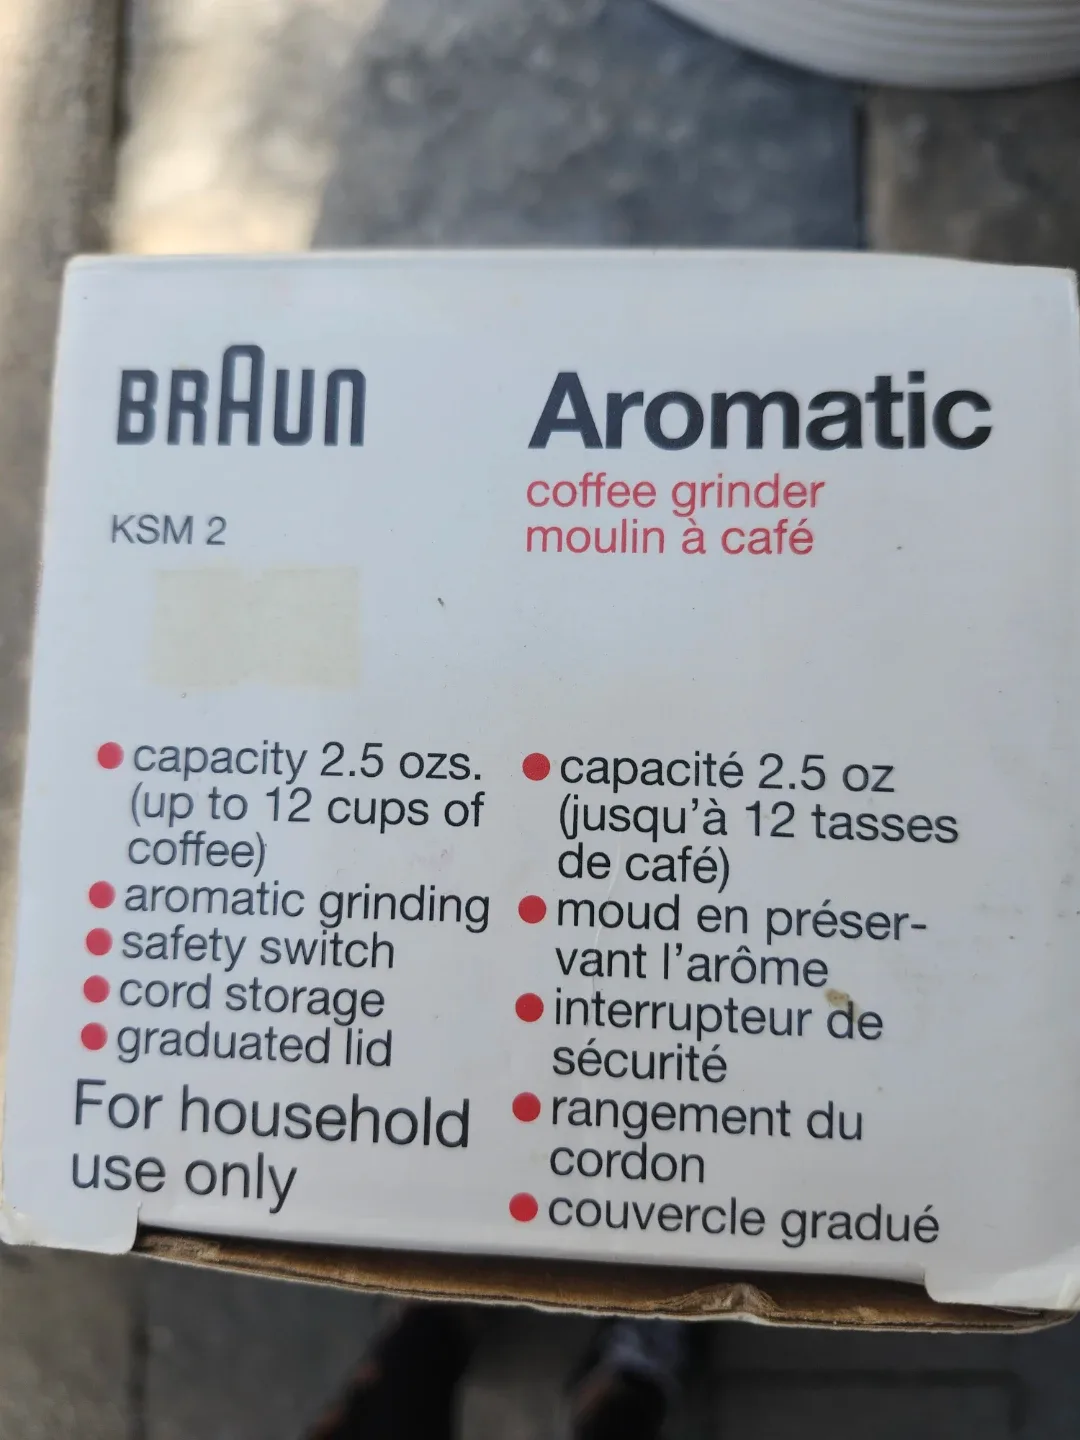 BRAUN
KSM 2
Aromatic
coffee grinder
moulin à café
● capacity 2.5 ozs.
(up to 12 cups of
coffee)
● aromatic grinding
● safety switch
● cord storage
● graduated lid
For household
use only
● capacité 2.5 oz
(jusqu'à 12 tasses
de café)
● moud en préser-
vant l'arôme
● interrupteur de
sécurité
● rangement du
cordon
● couvercle gradué